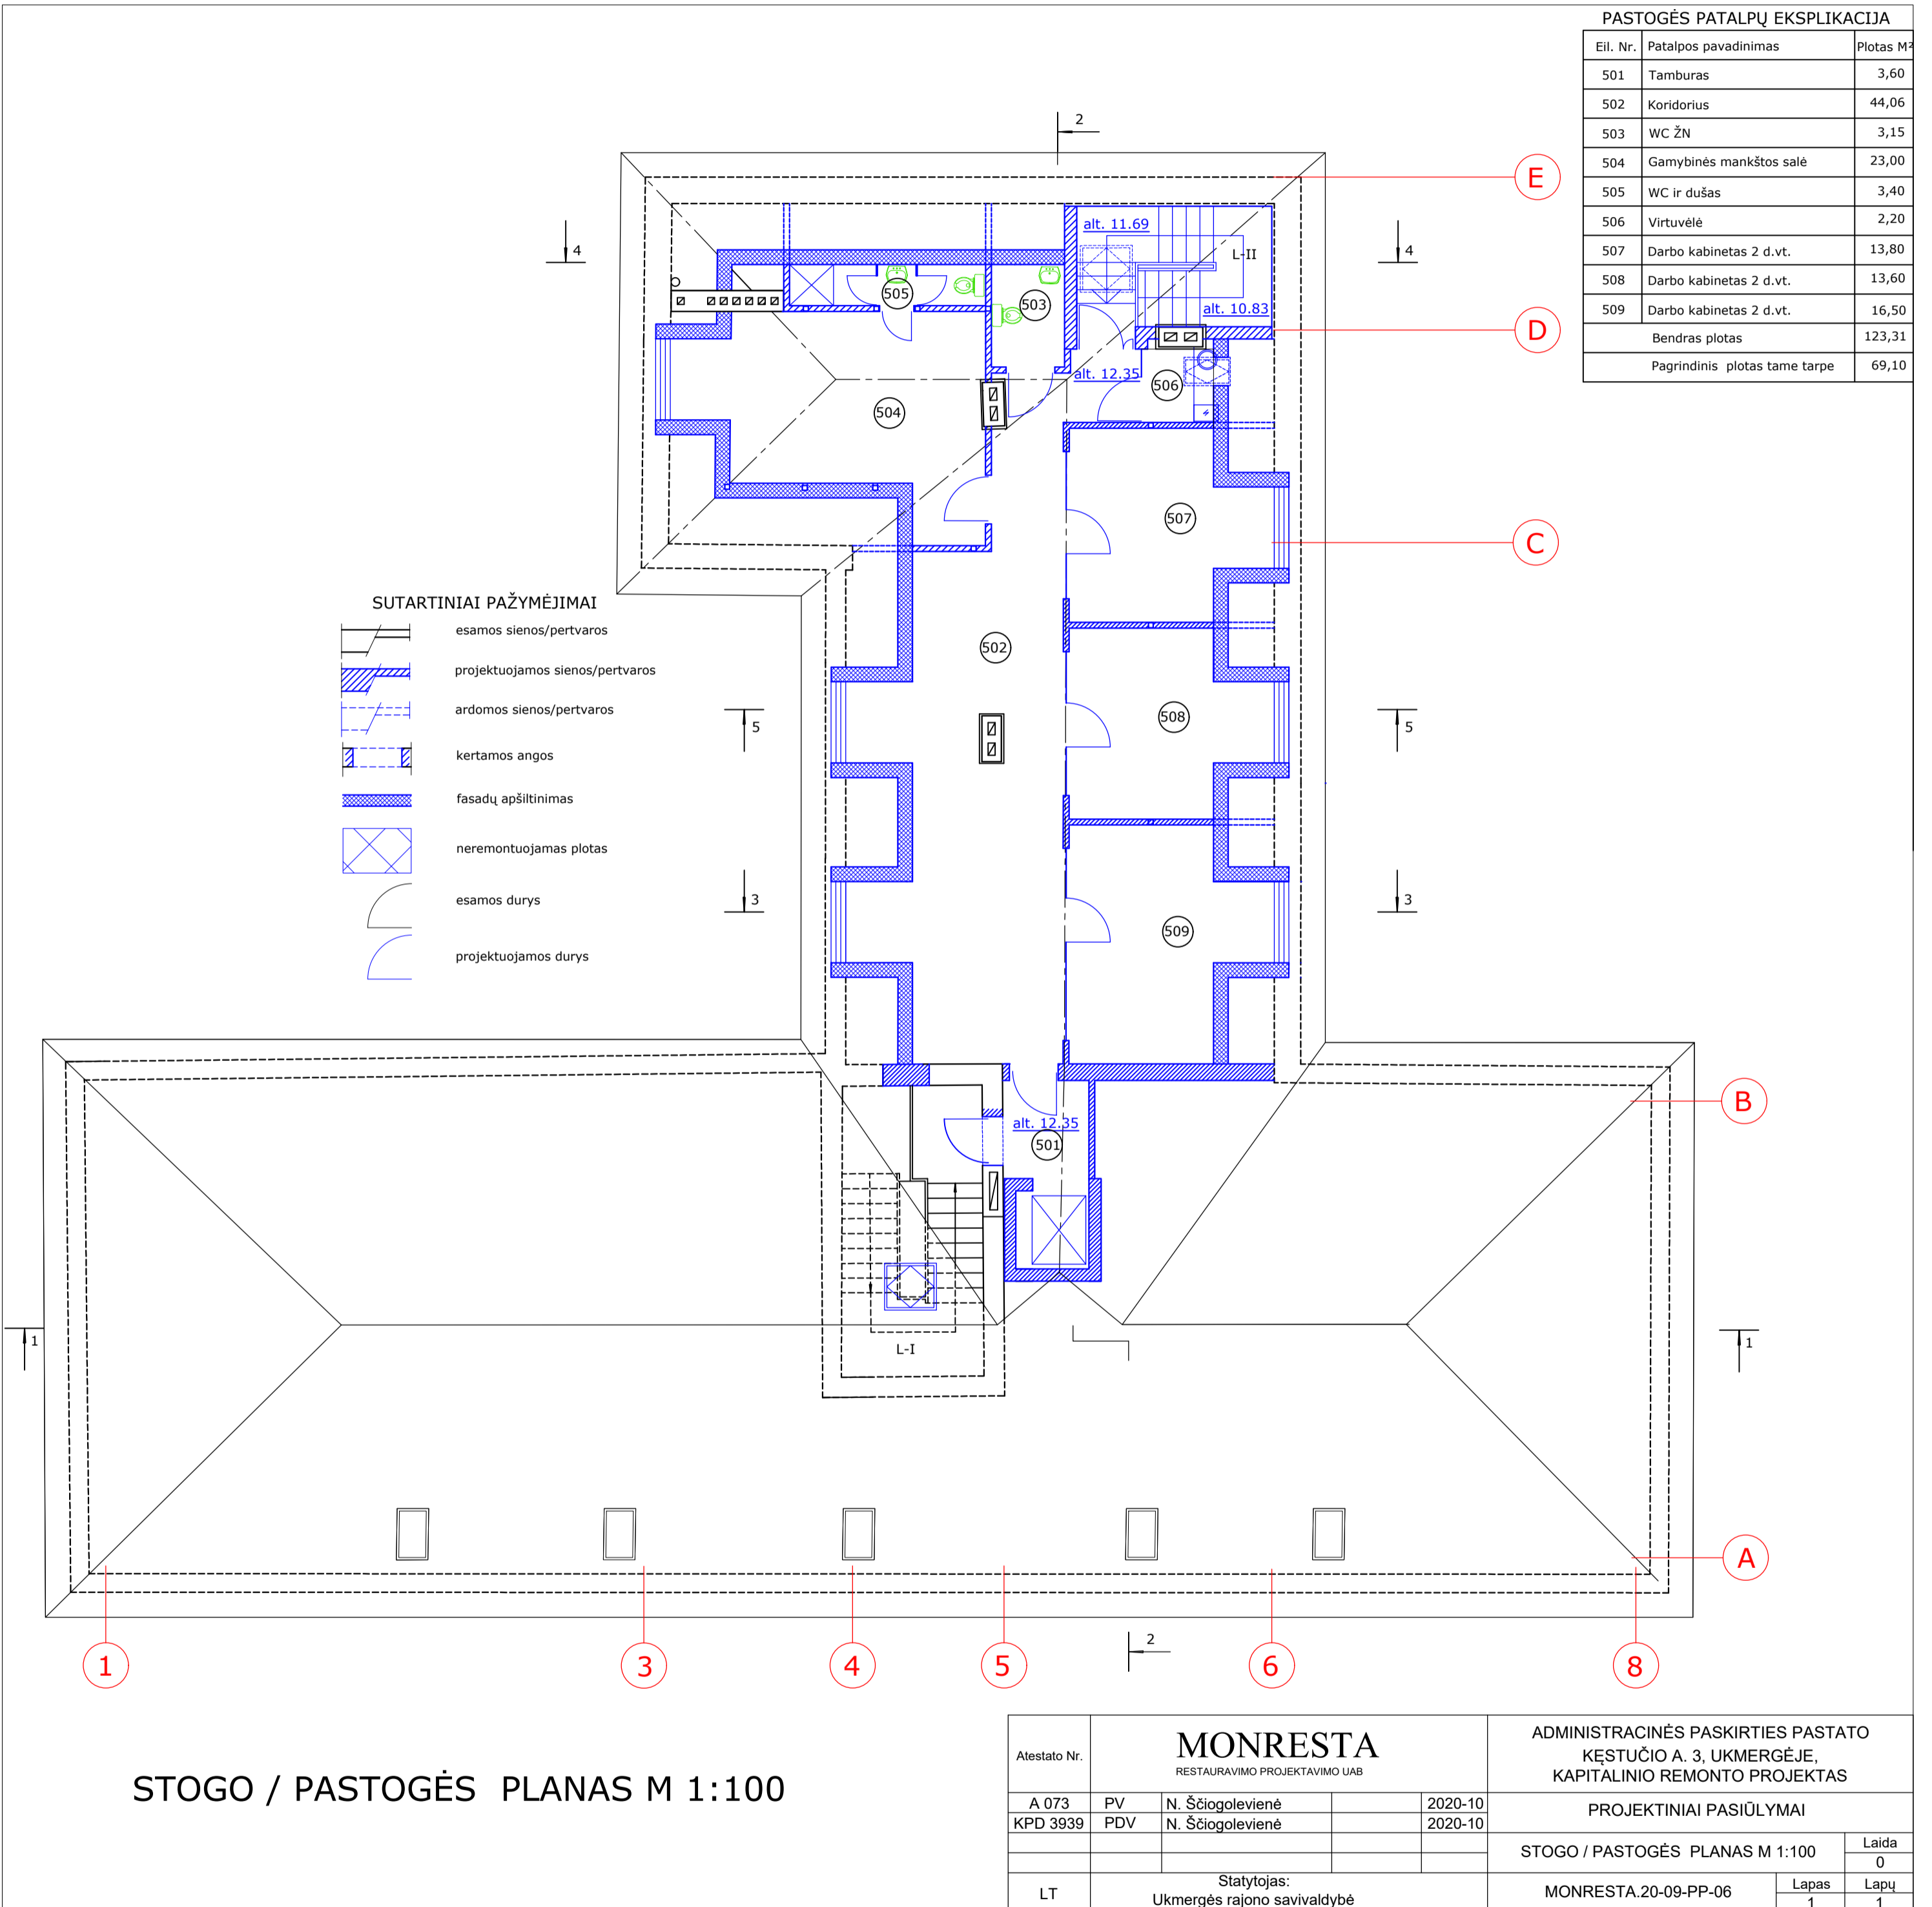 PASTOGĖS PATALPŲ EKSPLIKACIJA
Eil. Nr. Patalpos pavadinimas Plotas M²
501 Tamburas 3,60
502 Koridorius 44,06
503 WC ŽN 3,15
504 Gamybinės mankštos salė 23,00
505 WC ir dušas 3,40
506 Virtuvėlė 2,20
507 Darbo kabinetas 2 d.vt. 13,80
508 Darbo kabinetas 2 d.vt. 13,60
509 Darbo kabinetas 2 d.vt. 16,50
Bendras plotas 123,31
Pagrindinis plotas tame tarpe 69,10
2
E
4
4
alt. 11.69
L-II
505
503
alt. 10.83
D
alt. 12.35
506
504
507
C
SUTARTINIAI PAŽYMĖJIMAI
esamos sienos/pertvaros
projektuojamos sienos/pertvaros
ardomos sienos/pertvaros
kertamos angos
fasadų apšiltinimas
neremontuojamas plotas
esamos durys
projektuojamos durys
502
508
5
5
3
3
509
B
alt. 12.35
501
1
1
L-I
A
1
3
4
5
6
8
2
STOGO / PASTOGĖS PLANAS M 1:100
Atestato Nr.
MONRESTA
RESTAURAVIMO PROJEKTAVIMO UAB
ADMINISTRACINĖS PASKIRTIES PASTATO
KĘSTUČIO A. 3, UKMERGĖJE,
KAPITALINIO REMONTO PROJEKTAS
A 073 PV N. Ščiogolevienė 2020-10
KPD 3939 PDV N. Ščiogolevienė 2020-10
PROJEKTINIAI PASIŪLYMAI
STOGO / PASTOGĖS PLANAS M 1:100
Laida
0
LT
Statytojas:
Ukmergės rajono savivaldybė
MONRESTA.20-09-PP-06
Lapas
1
Lapų
1